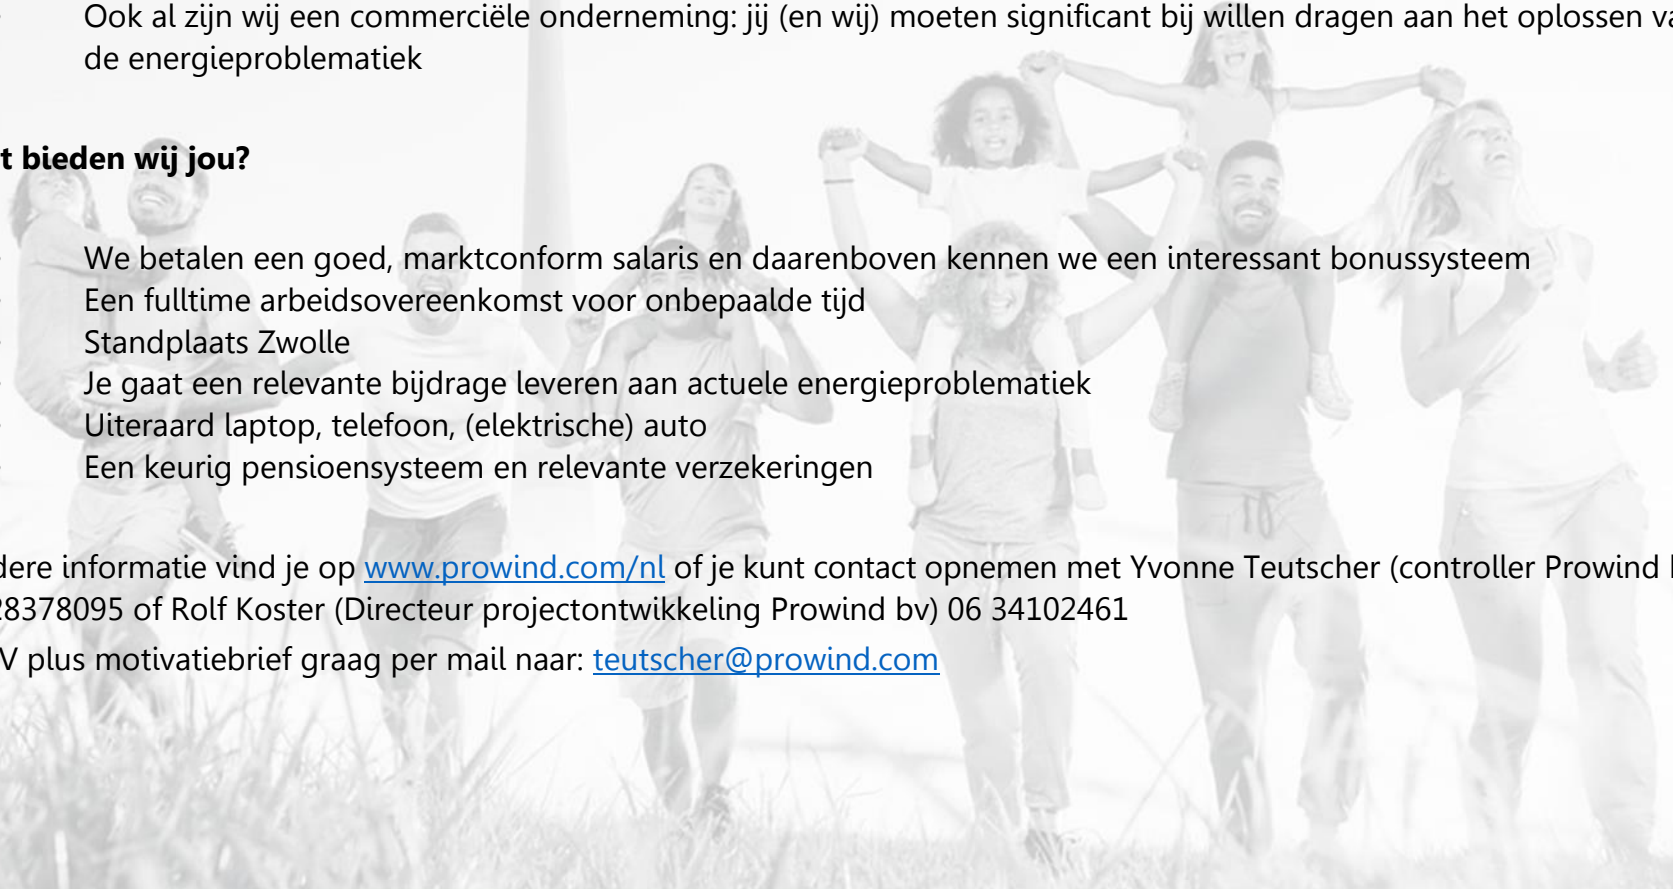 Ook al zijn wij een commerciële onderneming: jij (en wij) moeten significant bij willen dragen aan het oplossen va
de energieproblematiek
t bieden wij jou?
We betalen een goed, marktconform salaris en daarenboven kennen we een interessant bonussysteem
Een fulltime arbeidsovereenkomst voor onbepaalde tijd
Standplaats Zwolle
Je gaat een relevante bijdrage leveren aan actuele energieproblematiek
Uiteraard laptop, telefoon, (elektrische) auto
Een keurig pensioensysteem en relevante verzekeringen
dere informatie vind je op www.prowind.com/nl of je kunt contact opnemen met Yvonne Teutscher (controller Prowind
28378095 of Rolf Koster (Directeur projectontwikkeling Prowind bv) 06 34102461
V plus motivatiebrief graag per mail naar: teutscher@prowind.com